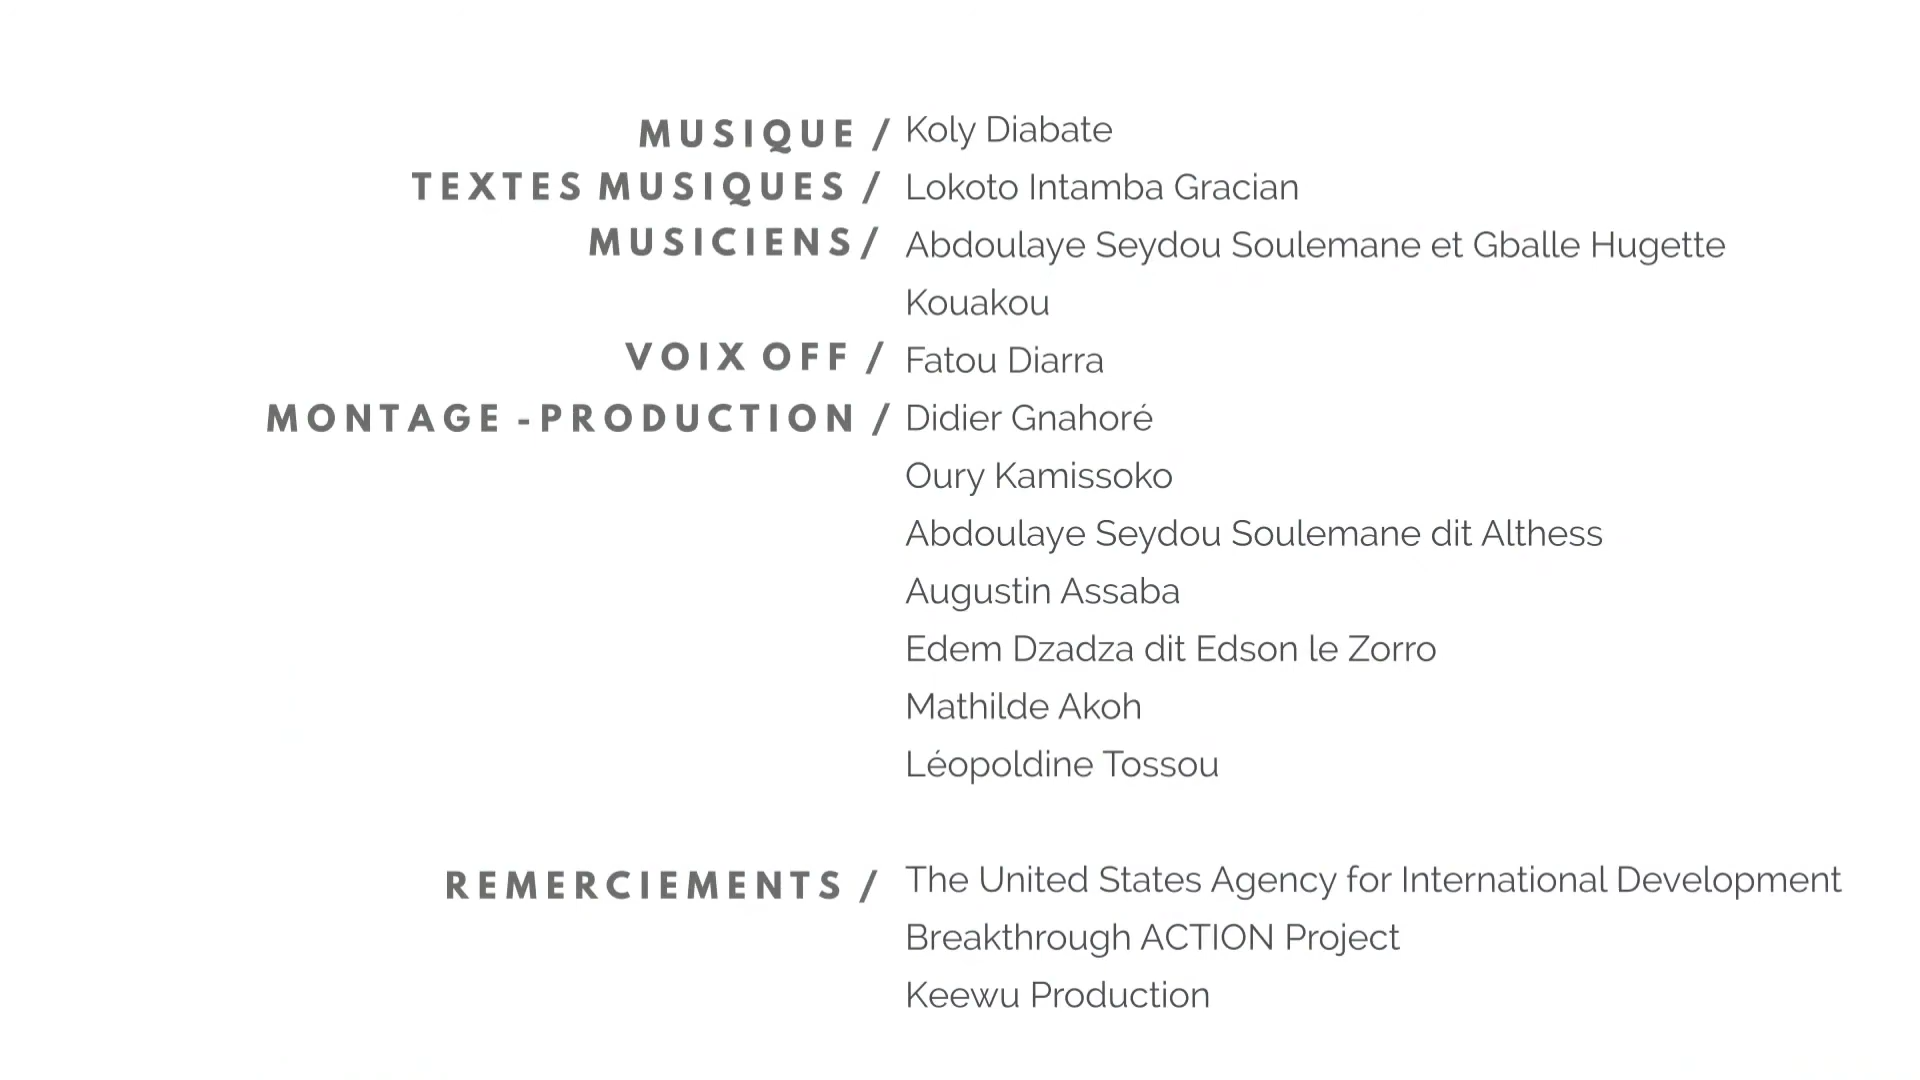 MUSIQUE / Koly Diabate
TEXTES MUSIQUES / Lokoto Intamba Gracian
MUSICIENS/ Abdoulaye Seydou Soulemane et Gballe Hugette
Kouakou
VOIX OFF / Fatou Diarra
MONTAGE -PRODUCTION / Didier Gnahoré
Oury Kamissoko
Abdoulaye Seydou Soulemane dit Althess
Augustin Assaba
Edem Dzadza dit Edson le Zorro
Mathilde Akoh
Léopoldine Tossou
REMERCIEMENTS / The United States Agency for International Development
Breakthrough ACTION Project
Keewu Production